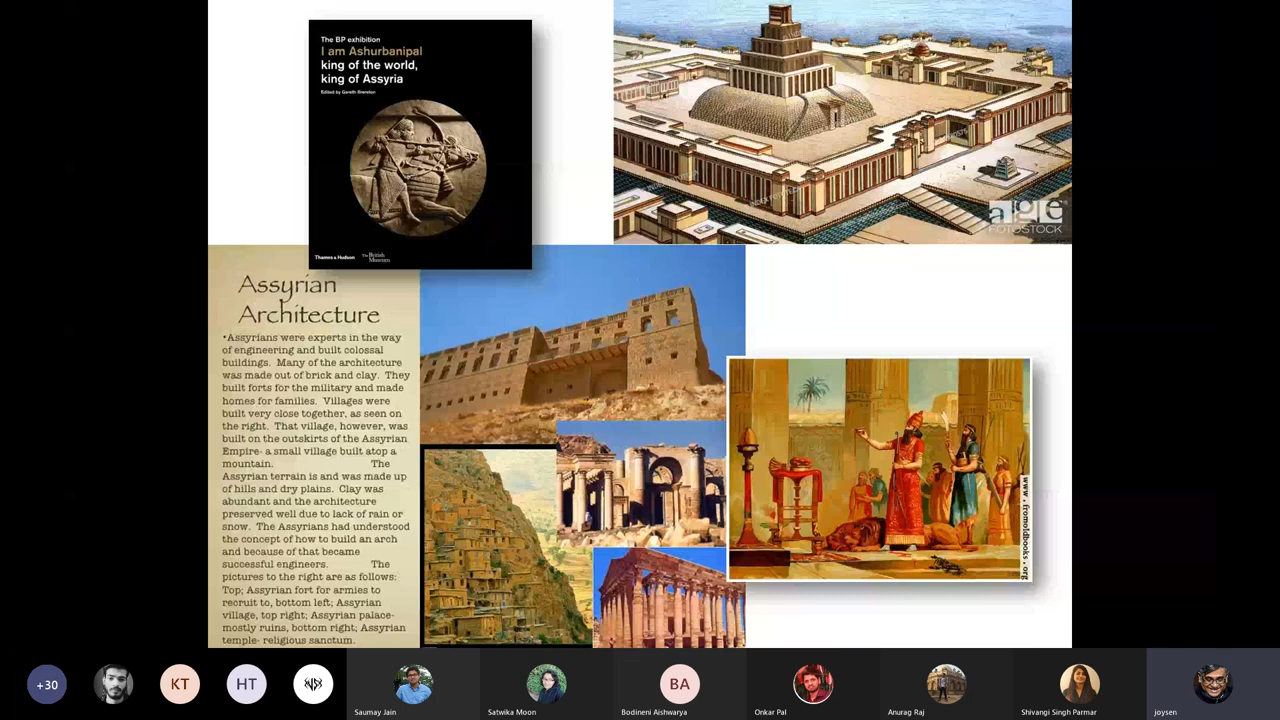 The BP exhibition
I am Ashurbanipal
king of the world,
king of Assyria
Edited by Gareth Brereton
Thames & Hudson
The British
Museum
age
FOTOSTOCK
Assyrian
Architecture
•Assyrians were experts in the way
of engineering and built colossal
buildings. Many of the architecture
was made out of brick and clay. They
built forts for the military and made
homes for families. Villages were
built very close together, as seen on
the right. That village, however, was
built on the outskirts of the Assyrian
Empire- a small village built atop a
mountain. The
Assyrian terrain is and was made up
of hills and dry plains. Clay was
abundant and the architecture
preserved well due to lack of rain or
snow. The Assyrians had understood
the concept of how to build an arch
and because of that became
successful engineers. The
pictures to the right are as follows:
Top; Assyrian fort for armies to
recruit to, bottom left; Assyrian
village, top right; Assyrian palace-
mostly ruins, bottom right; Assyrian
temple- religious sanctum.
www.fromoldbooks.org
+30
KT
HT
Saumay Jain
Satwika Moon
BA
Bodineni Aishwarya
Onkar Pal
Anurag Raj
Shivangi Singh Parmar
joysen